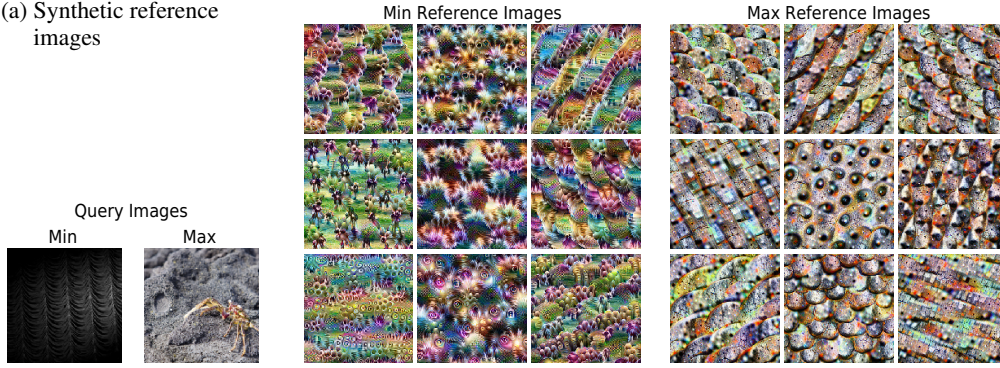 (a) Synthetic reference
images
Min Reference Images
Max Reference Images
Query Images
Min
Max